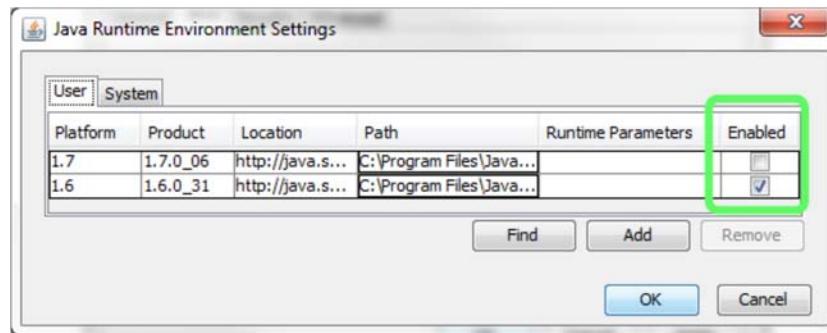 Java Runtime Environment Settings
User System
Platform Product Location Path Runtime Parameters Enabled
1.7 1.7.0_06 http://java.s... C:\Program Files\Java...
1.6 1.6.0_31 http://java.s... C:\Program Files\Java...
Find Add Remove
OK Cancel